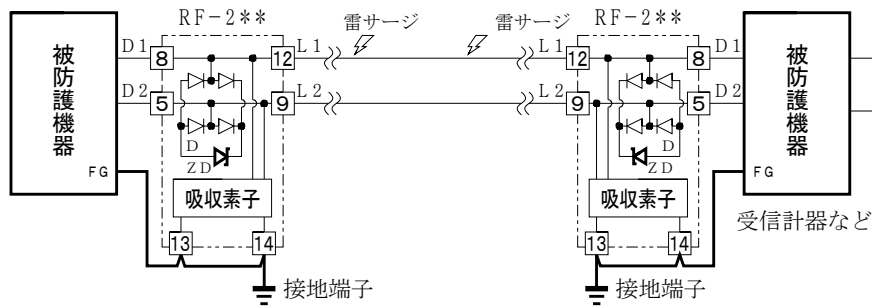 RF-2** 雷サージ 雷サージ RF-2**
被防護機器 D1 8 12 L1 L1 12 8 D1 被防護機器
D2 5 9 L2 L2 9 5 D2
D D
ZD ZD
FG 吸収素子 吸収素子 FG
13 14 13 14 受信計器など
接地端子 接地端子